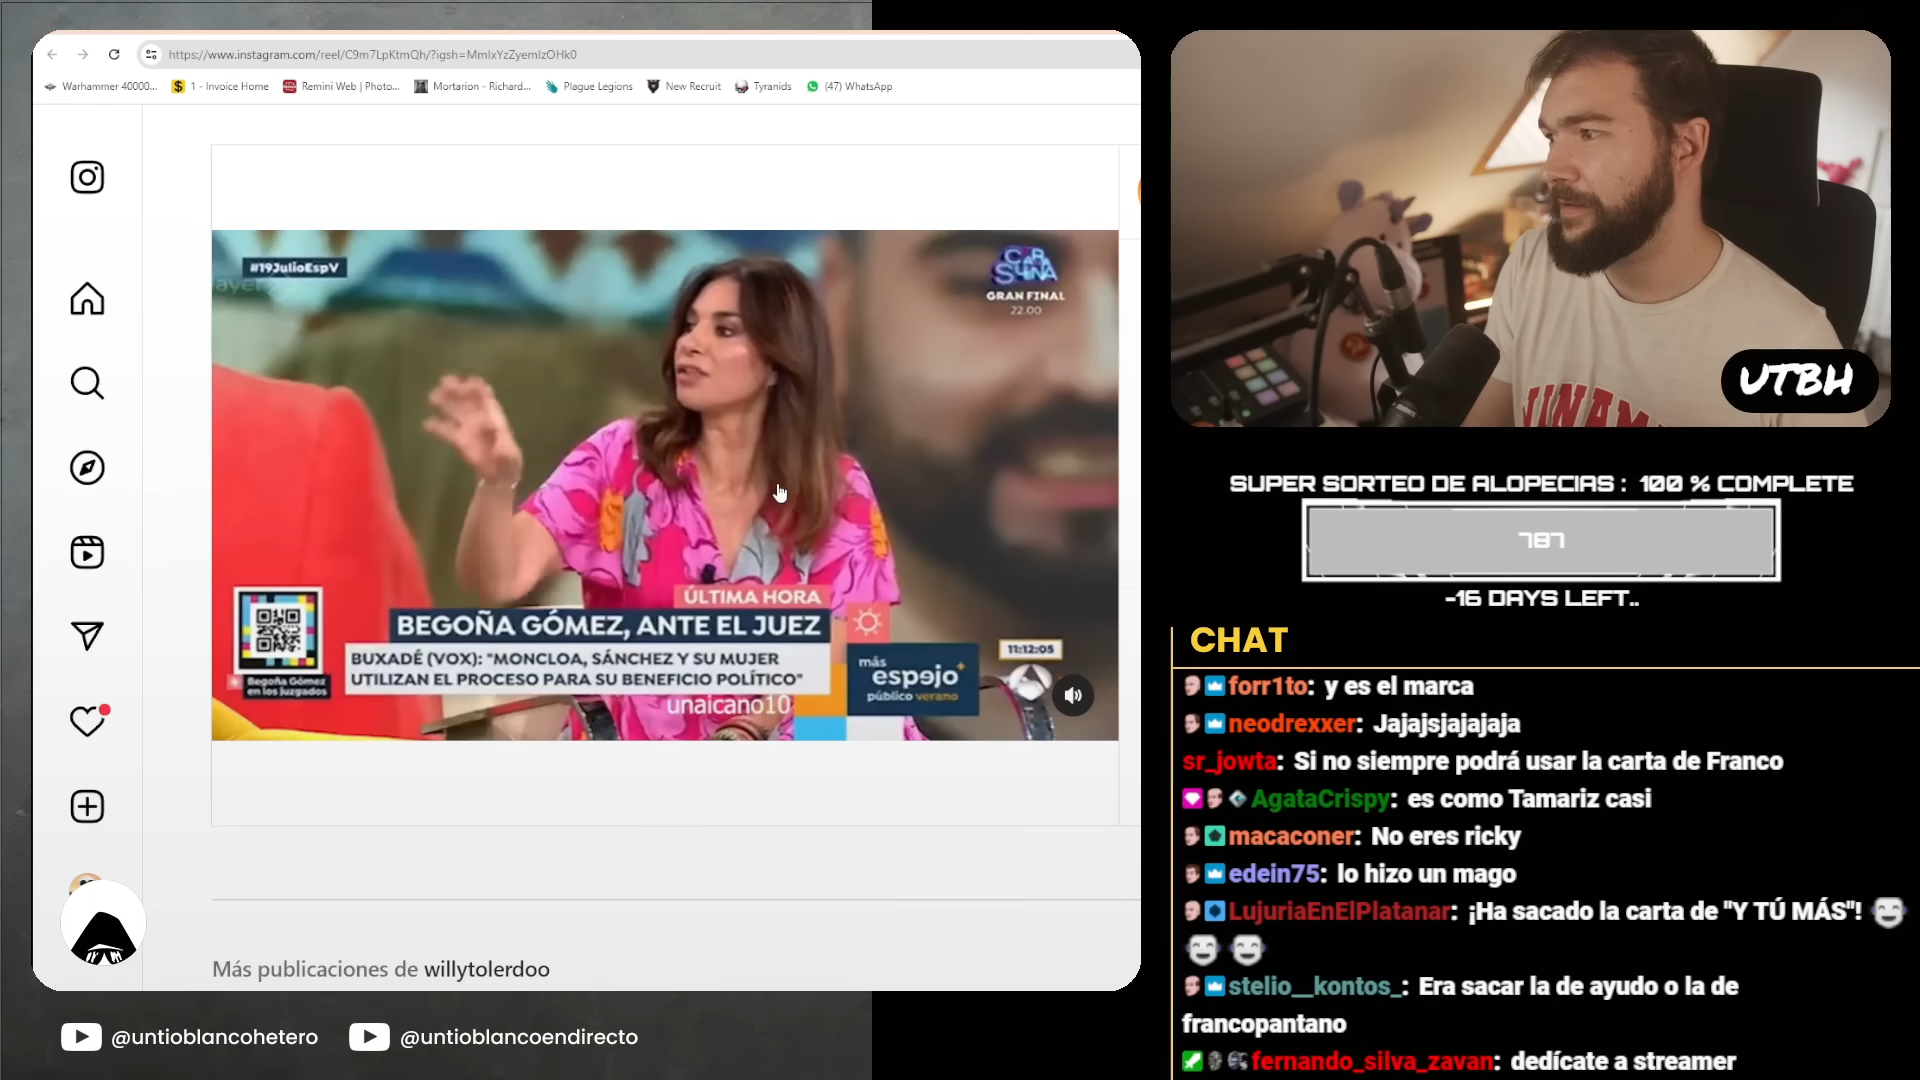 https://www.instagram.com/reel/C9m7LpKtmQh/?igsh=MmlxYzZyemIzOHk0
Warhammer 40000...
$ 1 - Invoice Home
Remini Web | Photo...
Mortarion - Richard...
Plague Legions
New Recruit
Tyranids
(47) WhatsApp
#19JulioEspV
GRAN FINAL
22.00
ÚLTIMA HORA
BEGOÑA GÓMEZ, ANTE EL JUEZ
BUXADÉ (VOX): "MONCLOA, SÁNCHEZ Y SU MUJER
UTILIZAN EL PROCESO PARA SU BENEFICIO POLÍTICO"
Begoña Gómez
en los juzgados
más
espejo+
público verano
11:12:05
unaicano10
Más publicaciones de willytolerdoo
@untioblancohetero
@untioblancoendirecto
UTBH
SUPER SORTEO DE ALOPECIAS : 100 % COMPLETE
787
-16 DAYS LEFT..
CHAT
forr1to: y es el marca
neodrexxer: Jajajsjajajaja
sr_jowta: Si no siempre podrá usar la carta de Franco
AgataCrispy: es como Tamariz casi
macaconer: No eres ricky
edein75: lo hizo un mago
LujuriaEnElPlatanar: ¡Ha sacado la carta de "Y TÚ MÁS"!
stelio__kontos_: Era sacar la de ayudo o la de
francopantano
fernando_silva_zavan: dedícate a streamer